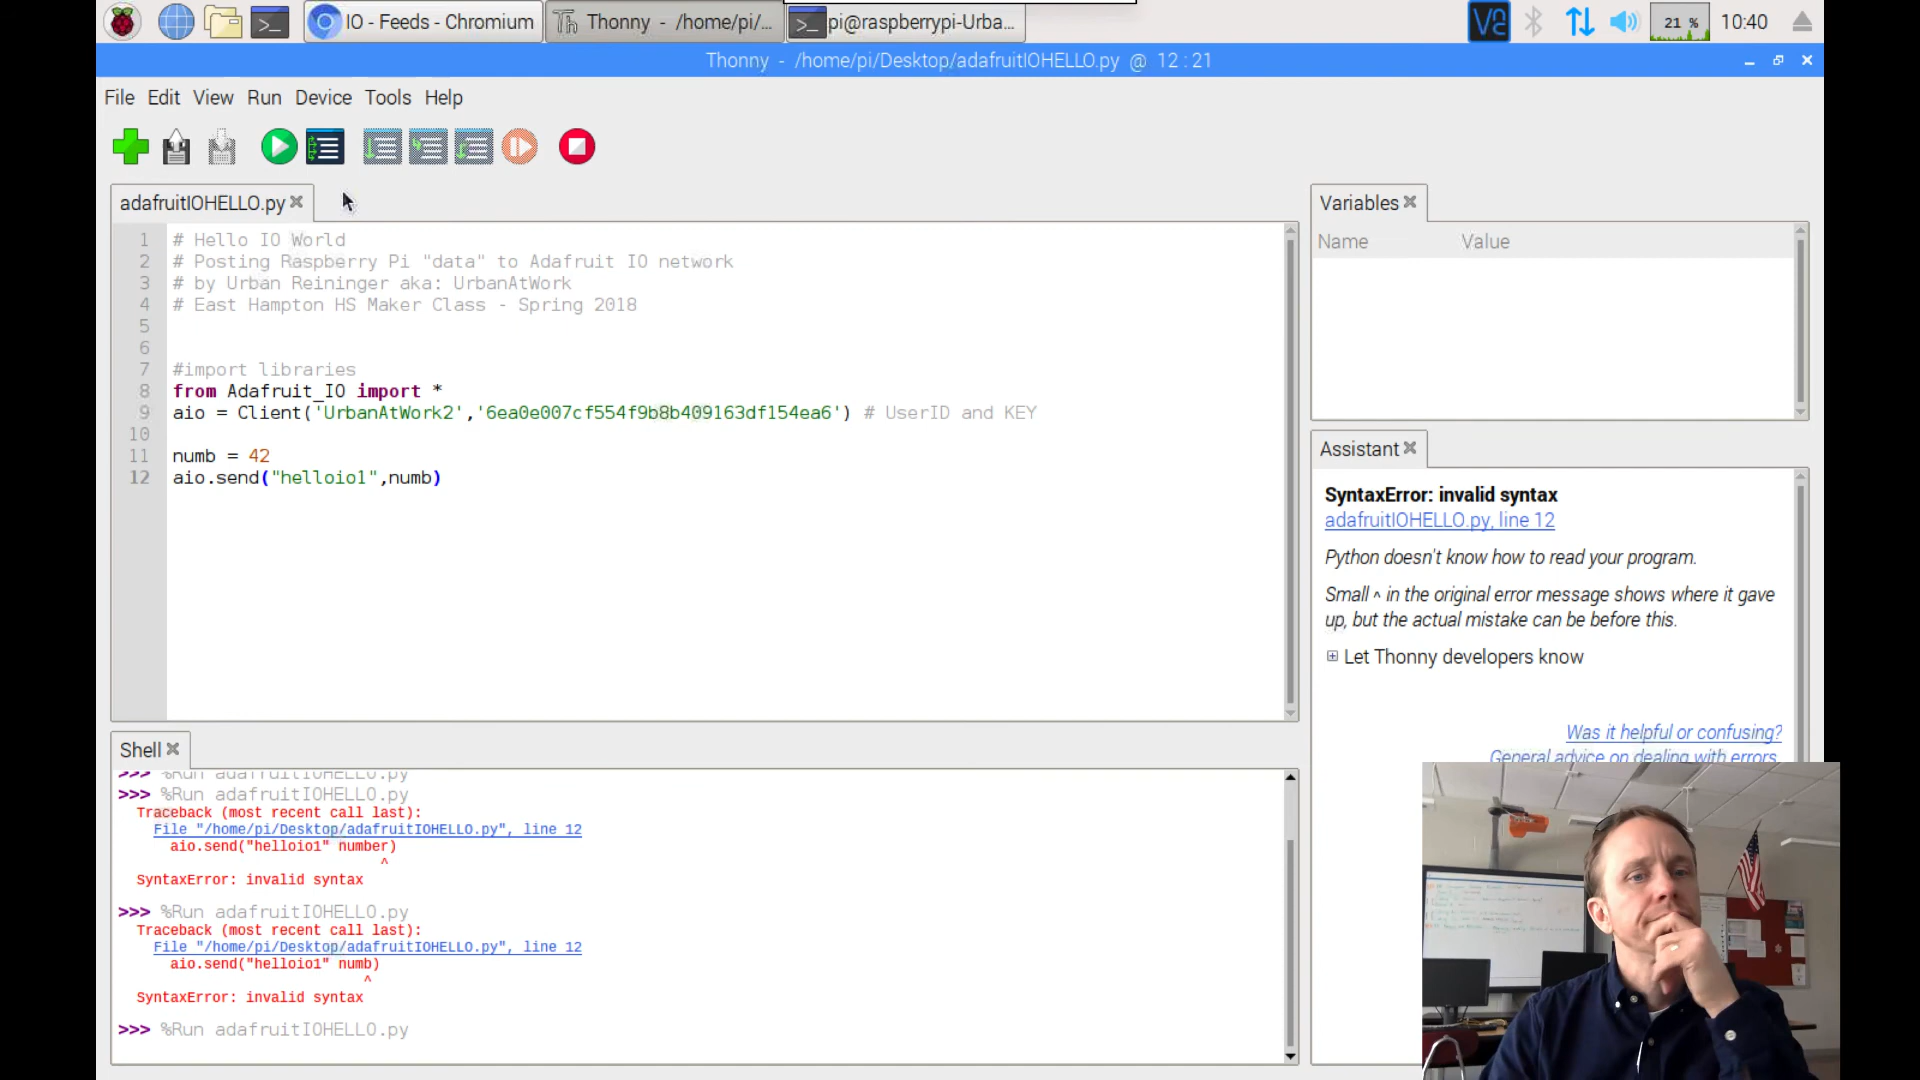 IO - Feeds - Chromium
Thonny - /home/pi/...
pi@raspberrypi-Urba...
21 %
10:40
Thonny - /home/pi/Desktop/adafruitIOHELLO.py @ 12 : 21
File Edit View Run Device Tools Help
adafruitIOHELLO.py
1 # Hello IO World
2 # Posting Raspberry Pi "data" to Adafruit IO network
3 # by Urban Reininger aka: UrbanAtWork
4 # East Hampton HS Maker Class - Spring 2018
5
6
7 #import libraries
8 from Adafruit_IO import *
9 aio = Client('UrbanAtWork2','6ea0e007cf554f9b8b409163df154ea6') # UserID and KEY
10
11 numb = 42
12 aio.send("helloio1",numb)
Variables
Name Value
Assistant
SyntaxError: invalid syntax
adafruitIOHELLO.py, line 12
Python doesn't know how to read your program.
Small ^ in the original error message shows where it gave
up, but the actual mistake can be before this.
Let Thonny developers know
Was it helpful or confusing?
General advice on dealing with errors
Shell
>>> %Run adafruitIOHELLO.py
>>> %Run adafruitIOHELLO.py
Traceback (most recent call last):
File "/home/pi/Desktop/adafruitIOHELLO.py", line 12
aio.send("helloio1" number)
^
SyntaxError: invalid syntax
>>> %Run adafruitIOHELLO.py
Traceback (most recent call last):
File "/home/pi/Desktop/adafruitIOHELLO.py", line 12
aio.send("helloio1" numb)
^
SyntaxError: invalid syntax
>>> %Run adafruitIOHELLO.py